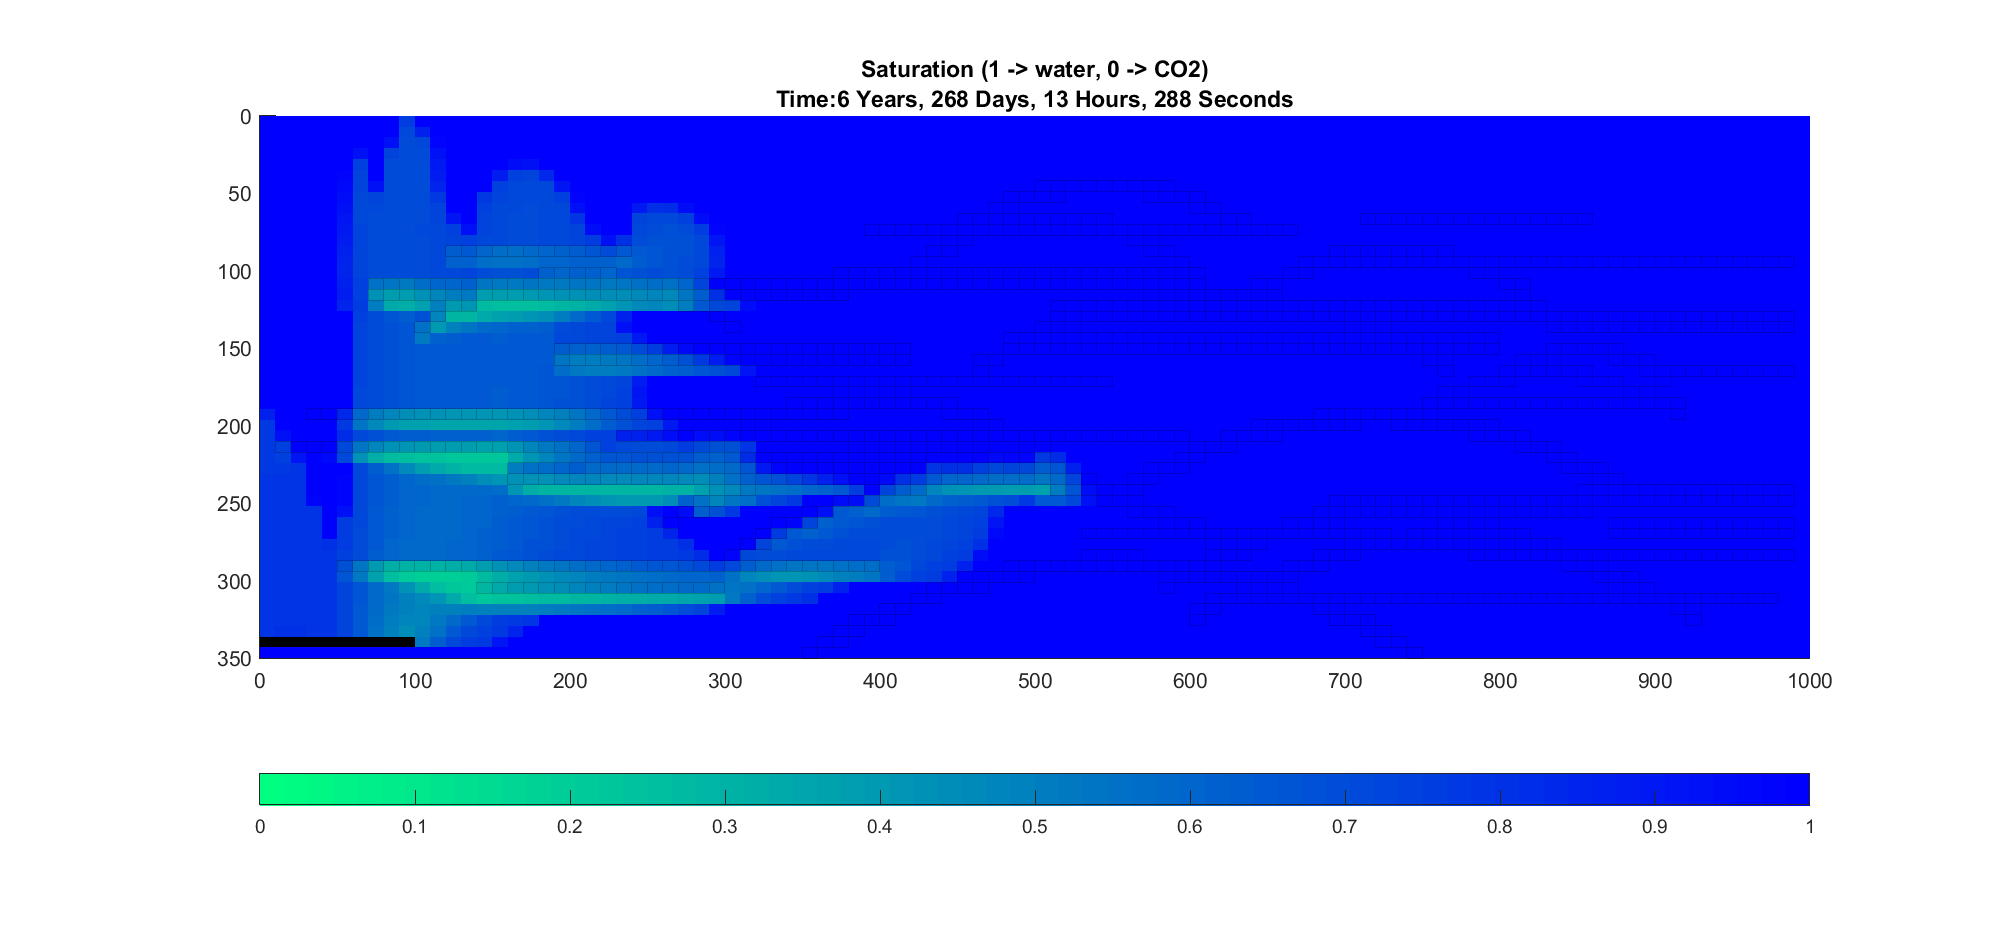 Saturation (1 -> water, 0 -> CO2)
Time:6 Years, 268 Days, 13 Hours, 288 Seconds
0
50
100
150
200
250
300
350
0 100 200 300 400 500 600 700 800 900 1000
0 0.1 0.2 0.3 0.4 0.5 0.6 0.7 0.8 0.9 1